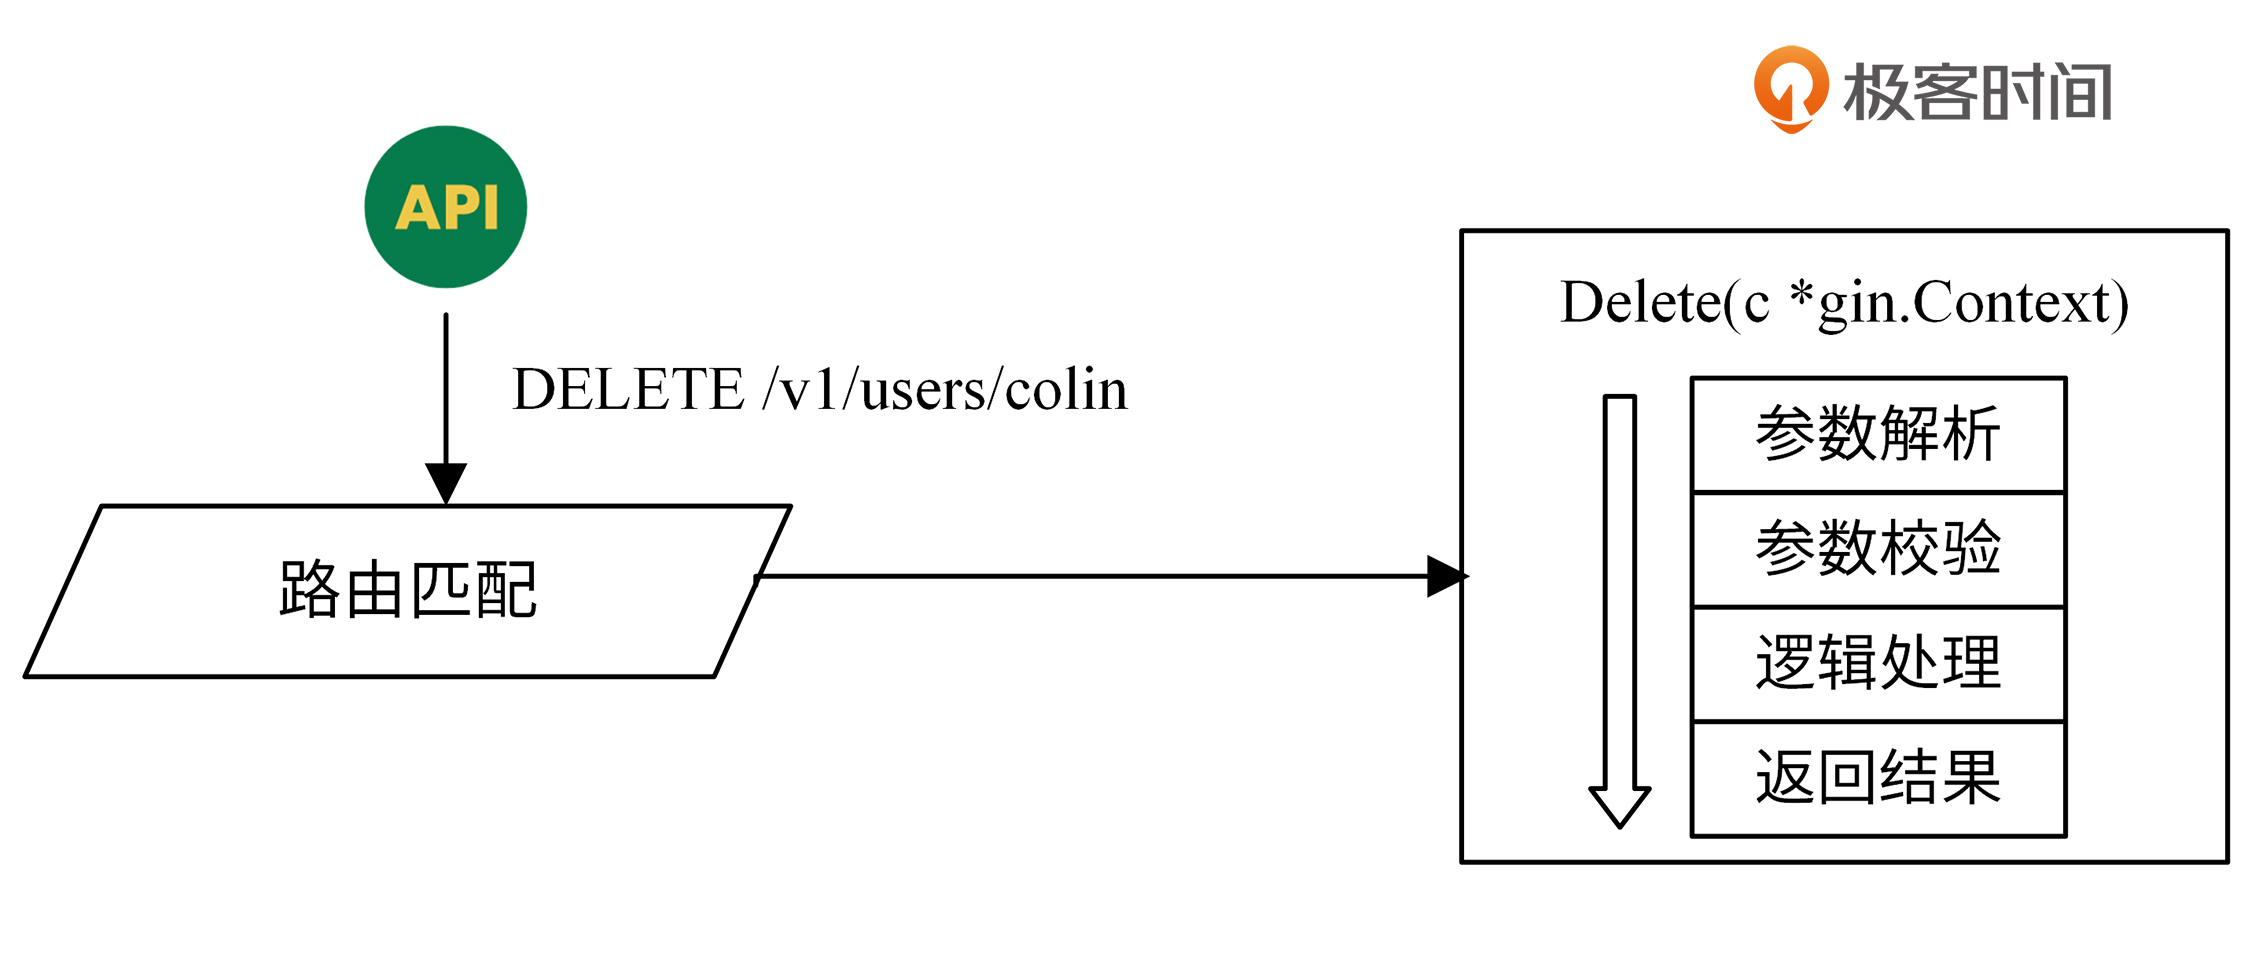 极客时间
API
DELETE /v1/users/colin
路由匹配
Delete(c *gin.Context)
参数解析
参数校验
逻辑处理
返回结果